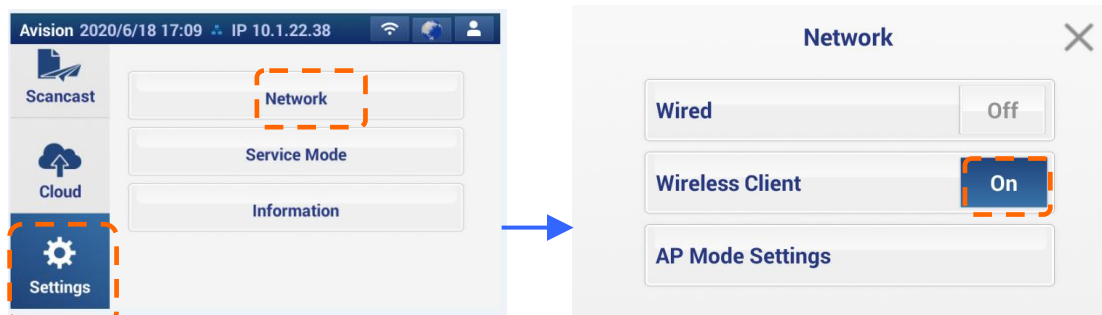 Avision 2020/6/18 17:09 IP 10.1.22.38
Scancast
Network
Service Mode
Cloud
Information
Settings
Network
Wired Off
Wireless Client On
AP Mode Settings